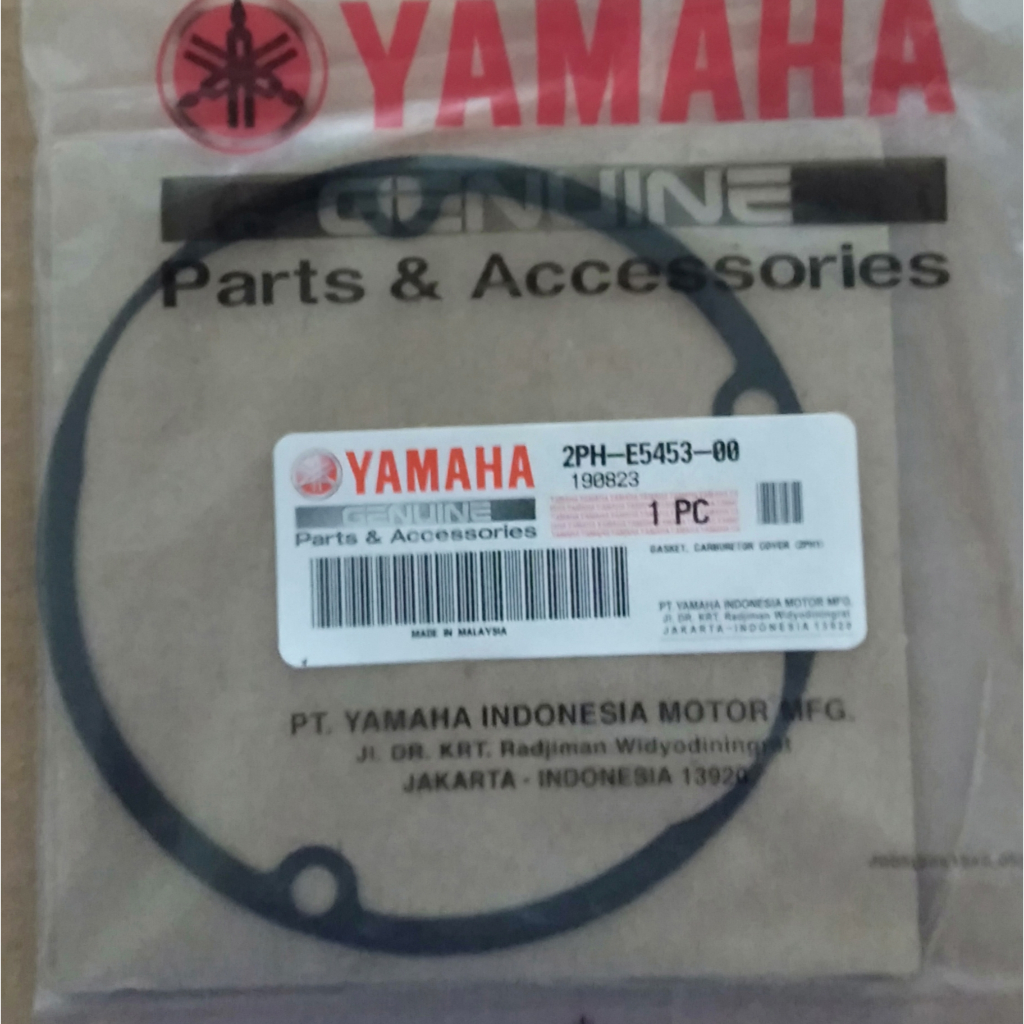 YAMAHA
GENUINE
Parts & Accessories
YAMAHA
2PH-E5453-00
190823
GENUINE
1 PC
Parts & Accessories
GASKET, CARBURETOR COVER (2PH1)
MADE IN MALAYSIA
PT YAMAHA INDONESIA MOTOR MFG.
Jl. DR. KRT. Radjiman Widyodiningrat
JAKARTA-INDONESIA 13920
PT. YAMAHA INDONESIA MOTOR MFG.
Jl. DR. KRT. Radjiman Widyodiningrat
JAKARTA - INDONESIA 13920